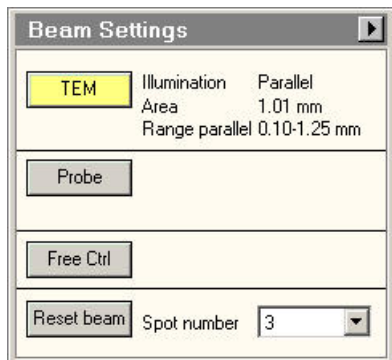 Beam Settings
TEM Illumination Parallel
Area 1.01 mm
Range parallel 0.10-1.25 mm
Probe
Free Ctrl
Reset beam Spot number 3